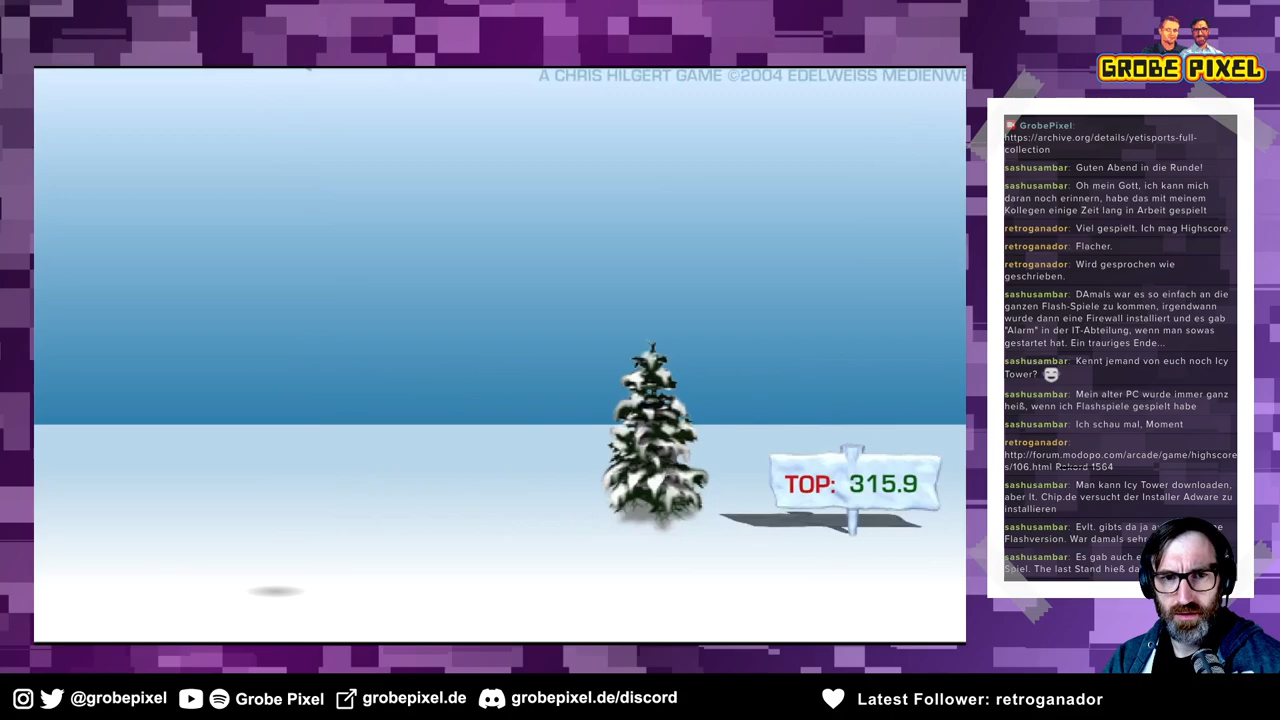 A CHRIS HILGERT GAME ©2004 EDELWEISS MEDIENWE
GROBE PIXEL
GrobePixel:
https://archive.org/details/yetisports-full-
collection
sashusambar: Guten Abend in die Runde!
sashusambar: Oh mein Gott, ich kann mich
daran noch erinnern, habe das mit meinem
Kollegen einige Zeit lang in Arbeit gespielt
retroganador: Viel gespielt. Ich mag Highscore.
retroganador: Flacher.
retroganador: Wird gesprochen wie
geschrieben.
sashusambar: DAmals war es so einfach an die
ganzen Flash-Spiele zu kommen, irgendwann
wurde dann eine Firewall installiert und es gab
"Alarm" in der IT-Abteilung, wenn man sowas
gestartet hat. Ein trauriges Ende...
sashusambar: Kennt jemand von euch noch Icy
Tower?
sashusambar: Mein alter PC wurde immer ganz
heiß, wenn ich Flashspiele gespielt habe
sashusambar: Ich schau mal, Moment
retroganador:
http://forum.modopo.com/arcade/game/highscore
s/106.html Rekord 1564
sashusambar: Man kann Icy Tower downloaden,
aber lt. Chip.de versucht der Installer Adware zu
installieren
sashusambar: Evlt. gibts da ja
Flashversion. War damals
sashusambar: Es gab auch
Spiel. The last Stand hieß
TOP: 315.9
@grobepixel
Grobe Pixel
grobepixel.de
grobepixel.de/discord
Latest Follower: retroganador